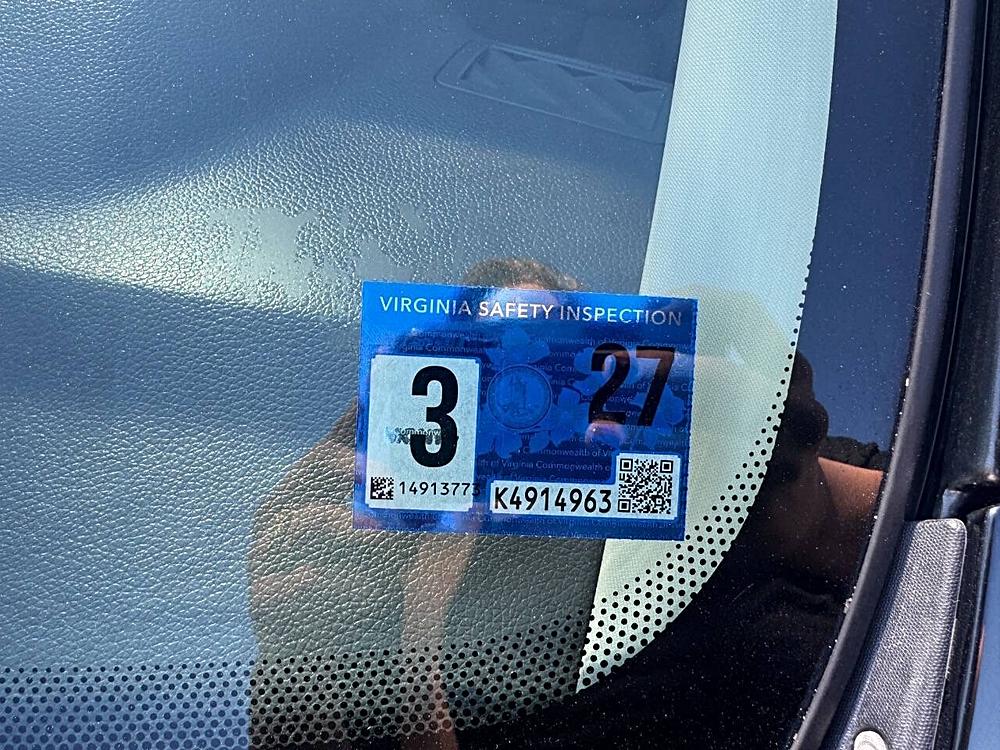 VIRGINIA SAFETY INSPECTION
3
27
14913773
K4914963